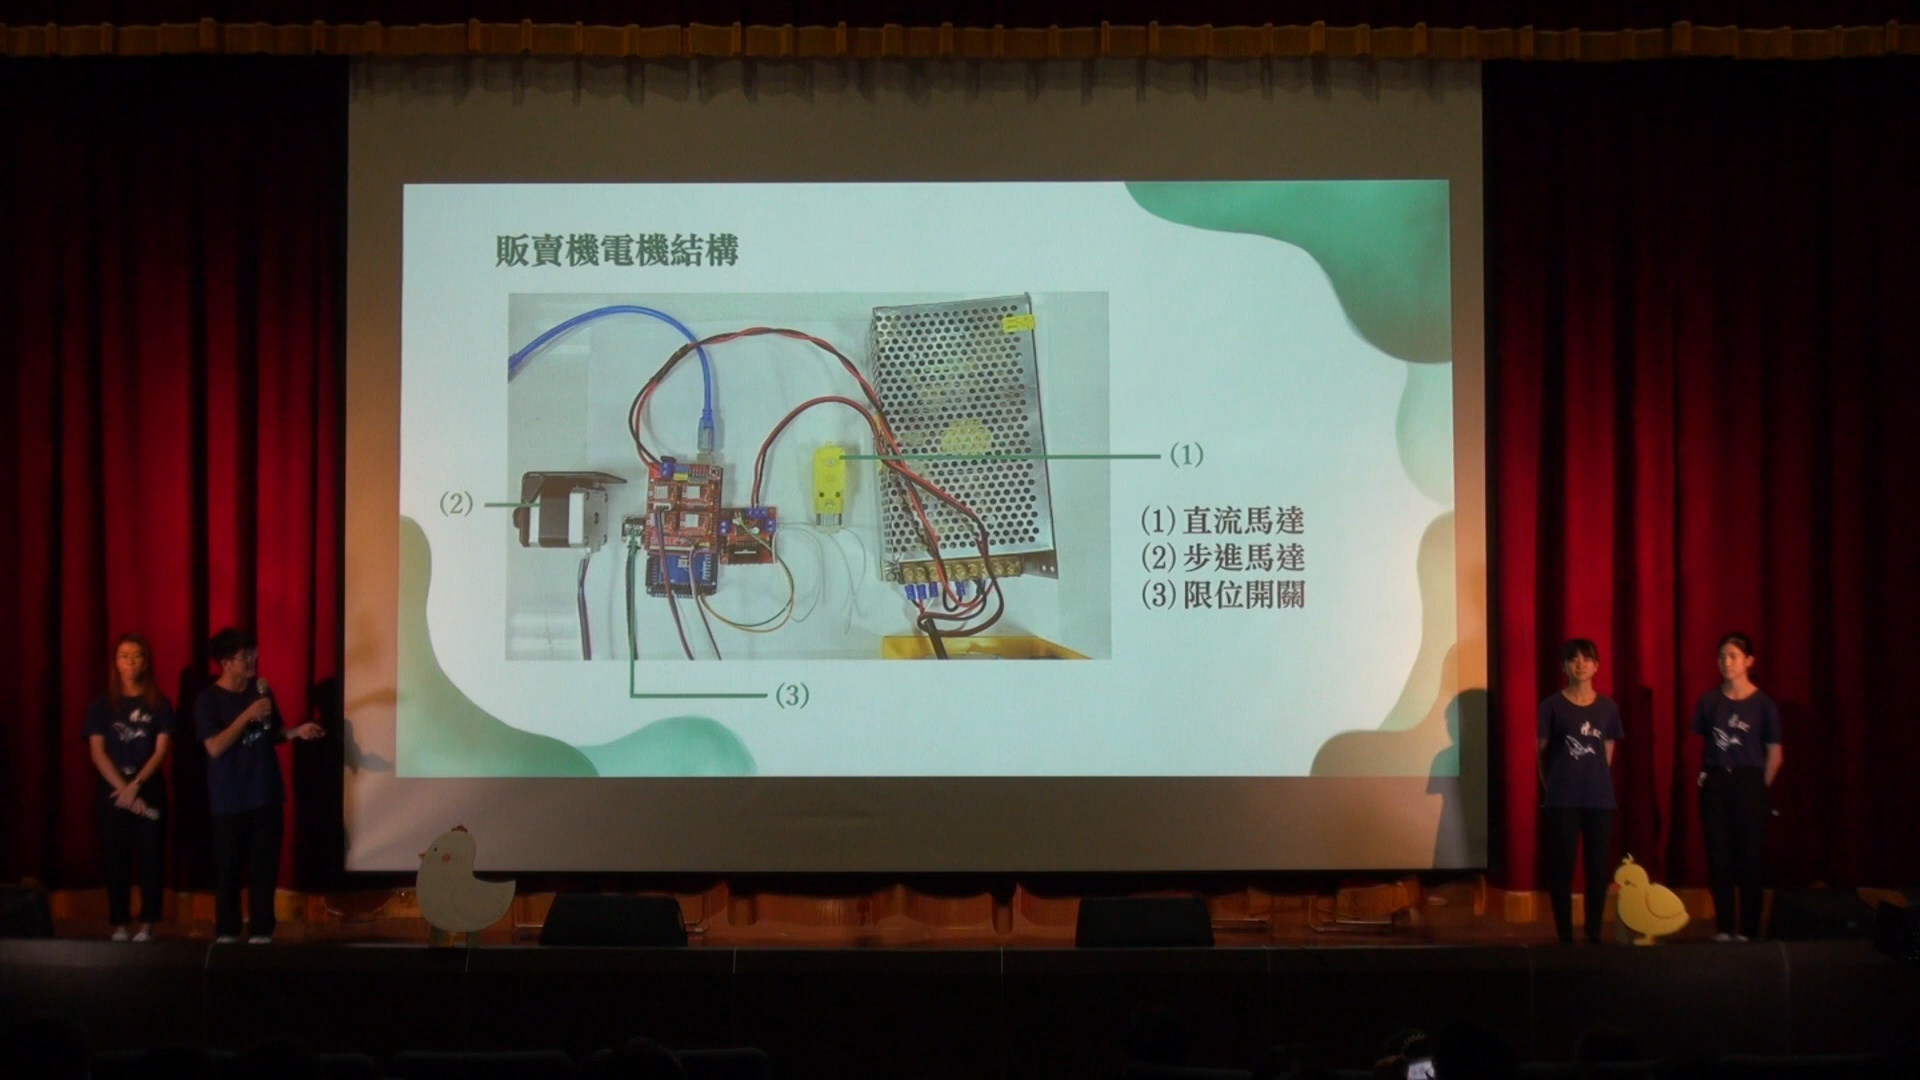 販賣機電機結構
(1)
(2)
(1)直流馬達
(2)步進馬達
(3)限位開關
(3)